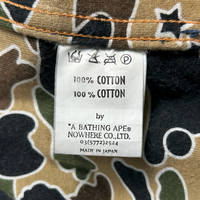 100% COTTON
100% COTTON
by
"A BATHING APE®
NOWHERE CO.,LTD.
03(5772)2524
MADE IN JAPAN